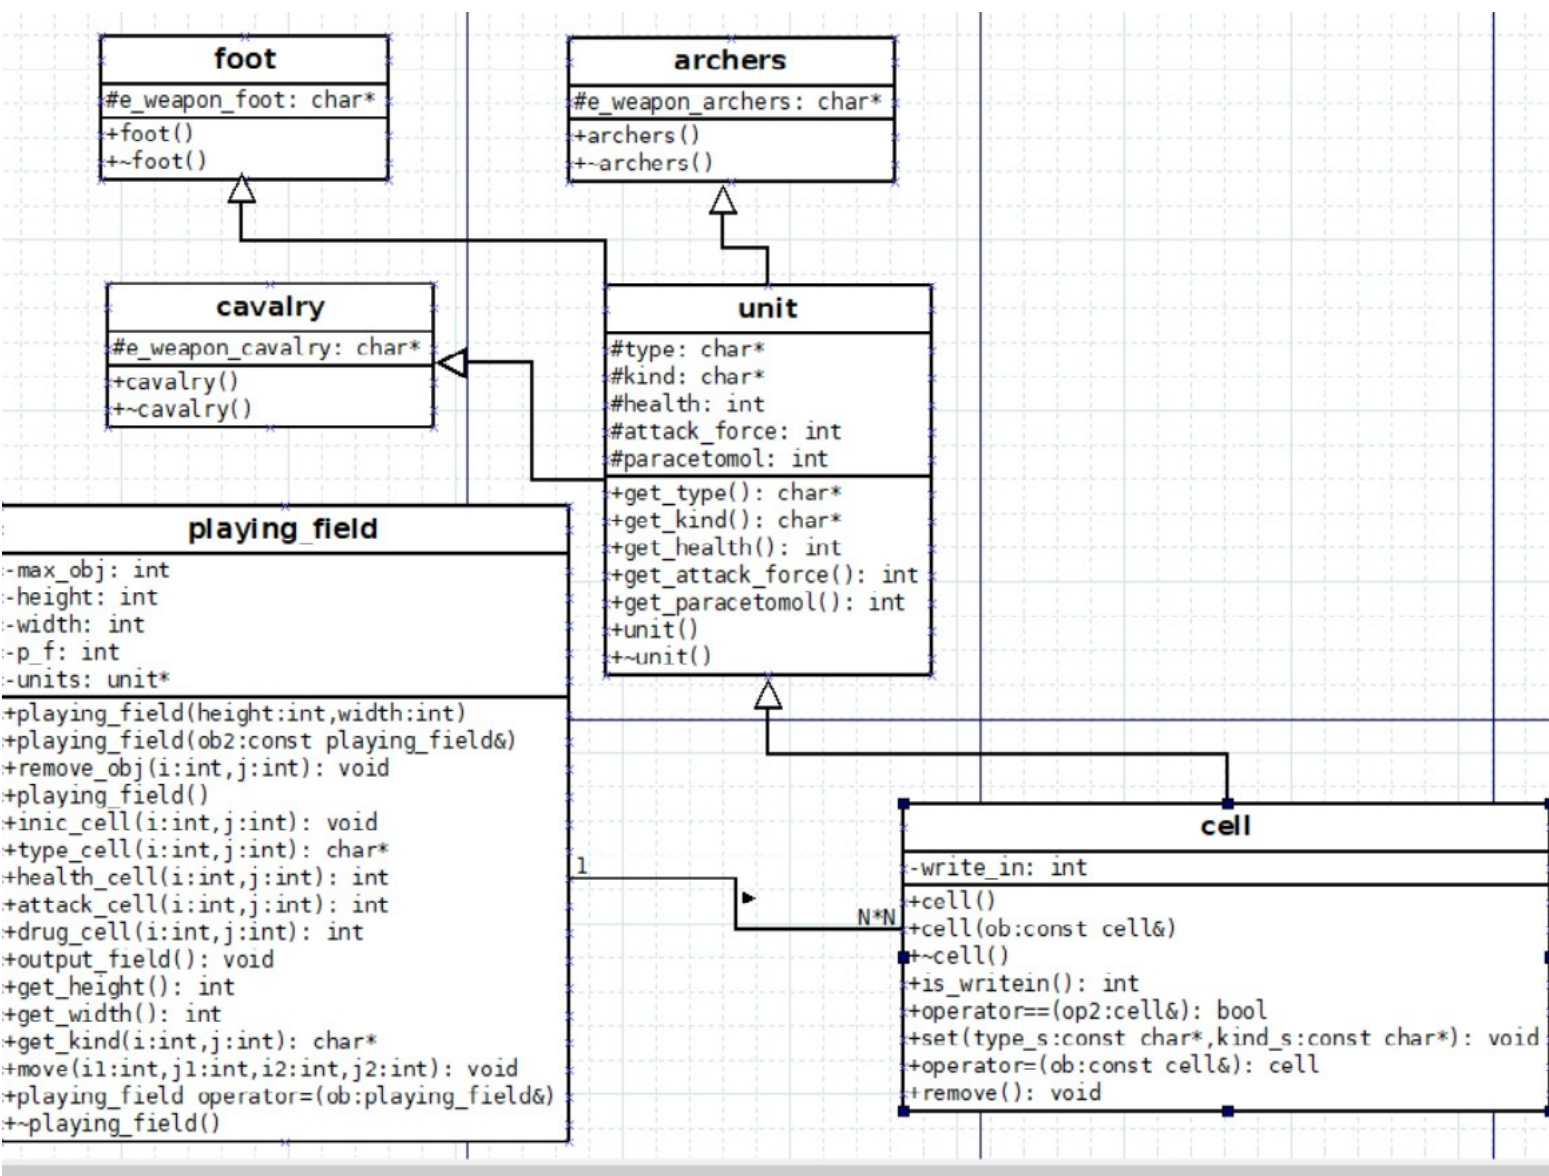 foot
#e_weapon_foot: char*
+foot()
+~foot()
archers
#e_weapon_archers: char*
+archers()
+~archers()
cavalry
#e_weapon_cavalry: char*
+cavalry()
+~cavalry()
unit
#type: char*
#kind: char*
#health: int
#attack_force: int
#paracetomol: int
+get_type(): char*
+get_kind(): char*
+get_health(): int
+get_attack_force(): int
+get_paracetomol(): int
+unit()
+~unit()
playing_field
-max_obj: int
-height: int
-width: int
-p_f: int
-units: unit*
+playing_field(height:int,width:int)
+playing_field(ob2:const playing_field&)
+remove_obj(i:int,j:int): void
+playing_field()
+inic_cell(i:int,j:int): void
+type_cell(i:int,j:int): char*
+health_cell(i:int,j:int): int
+attack_cell(i:int,j:int): int
+drug_cell(i:int,j:int): int
+output_field(): void
+get_height(): int
+get_width(): int
+get_kind(i:int,j:int): char*
+move(i1:int,j1:int,i2:int,j2:int): void
+playing_field operator=(ob:playing_field&)
+~playing_field()
1
N*N
cell
-write_in: int
+cell()
+cell(ob:const cell&)
+~cell()
+is_writein(): int
+operator==(op2:cell&): bool
+set(type_s:const char*,kind_s:const char*): void
+operator=(ob:const cell&): cell
+remove(): void